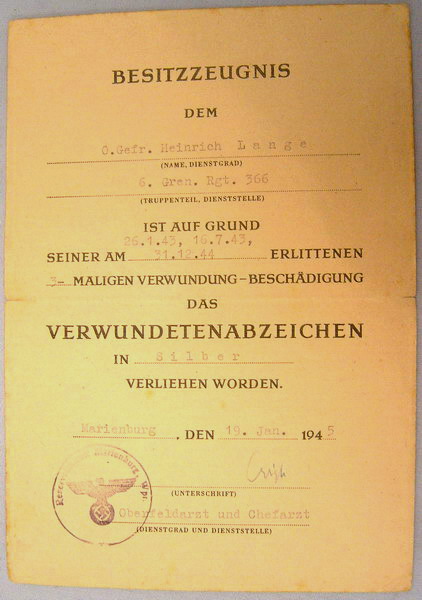 BESITZZEUGNIS
DEM
O.Gefr. Heinrich Lange
(NAME, DIENSTGRAD)
6. Gren. Rgt. 366
(TRUPPENTEIL, DIENSTSTELLE)
IST AUF GRUND
26.1.43, 16.7.43,
SEINER AM 31.12.44 ERLITTENEN
3- MALIGEN VERWUNDUNG-BESCHÄDIGUNG
DAS
VERWUNDETENABZEICHEN
IN Silber
VERLIEHEN WORDEN.
Marienburg, DEN 19. Jan. 1945
Marienburg, Wpr.
(UNTERSCHRIFT)
Oberfeldarzt und Chefarzt
(DIENSTGRAD UND DIENSTSTELLE)